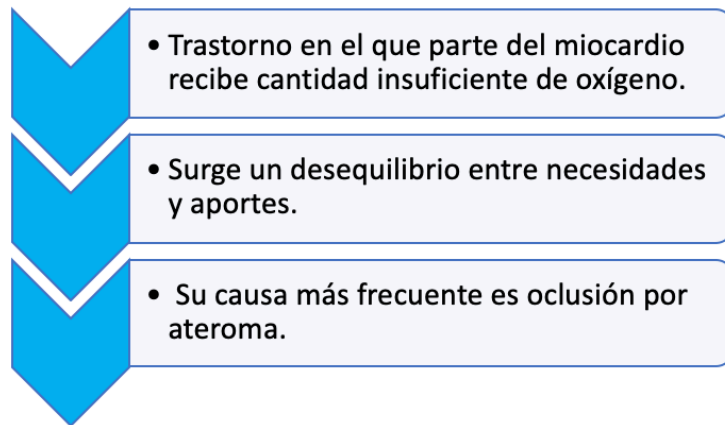 • Trastorno en el que parte del miocardio
recibe cantidad insuficiente de oxígeno.
• Surge un desequilibrio entre necesidades
y aportes.
• Su causa más frecuente es oclusión por
ateroma.